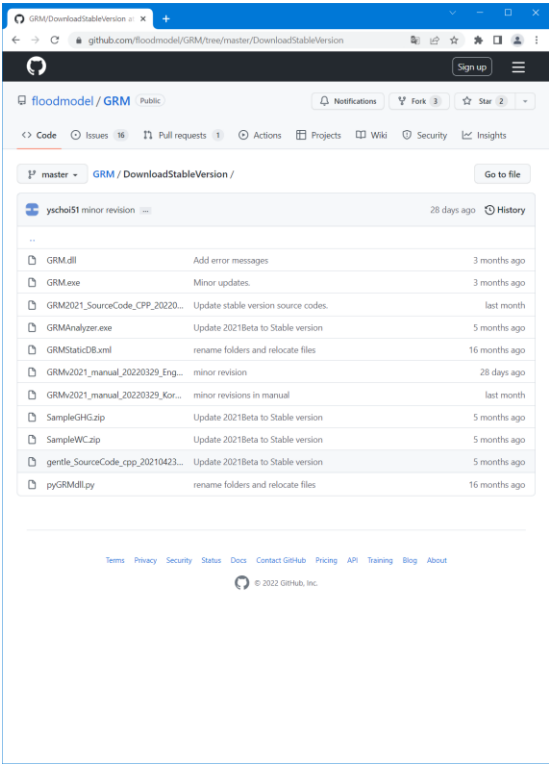 GRM/DownloadStableVersion at
github.com/floodmodel/GRM/tree/master/DownloadStableVersion
Sign up
floodmodel / GRM Public
Notifications Fork 3 Star 2
Code Issues 16 Pull requests 1 Actions Projects Wiki Security Insights
master GRM / DownloadStableVersion / Go to file
yschoi51 minor revision ... 28 days ago History
..
GRM.dll Add error messages 3 months ago
GRM.exe Minor updates. 3 months ago
GRM2021_SourceCode_CPP_20220... Update stable version source codes. last month
GRMAnalyzer.exe Update 2021Beta to Stable version 5 months ago
GRMStaticDB.xml rename folders and relocate files 16 months ago
GRMv2021_manual_20220329_Eng... minor revision 28 days ago
GRMv2021_manual_20220329_Kor... minor revisions in manual last month
SampleGHG.zip Update 2021Beta to Stable version 5 months ago
SampleWC.zip Update 2021Beta to Stable version 5 months ago
gentle_SourceCode_cpp_20210423... Update 2021Beta to Stable version 5 months ago
pyGRMdll.py rename folders and relocate files 16 months ago
Terms Privacy Security Status Docs Contact GitHub Pricing API Training Blog About
© 2022 GitHub, Inc.